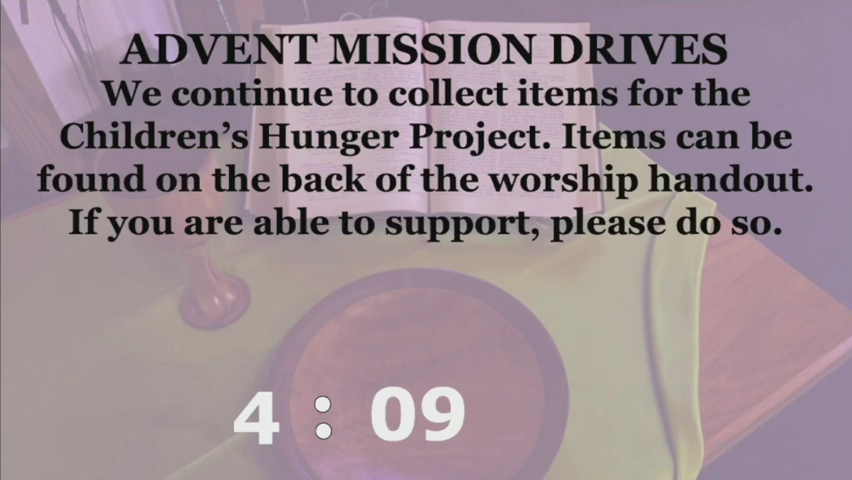 ADVENT MISSION DRIVES
We continue to collect items for the
Children’s Hunger Project. Items can be
found on the back of the worship handout.
If you are able to support, please do so.
4 : 09